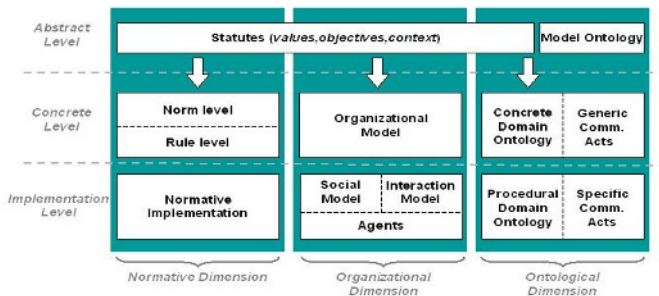 Abstract
Level
Statutes (values,objectives,context)
Model Ontology
Concrete
Level
Norm level
Rule level
Organizational
Model
Concrete
Domain
Ontology
Generic
Comm.
Acts
Implementation
Level
Normative
Implementation
Social
Model
Interaction
Model
Agents
Procedural
Domain
Ontology
Specific
Comm.
Acts
Normative Dimension
Organizational
Dimension
Ontological
Dimension